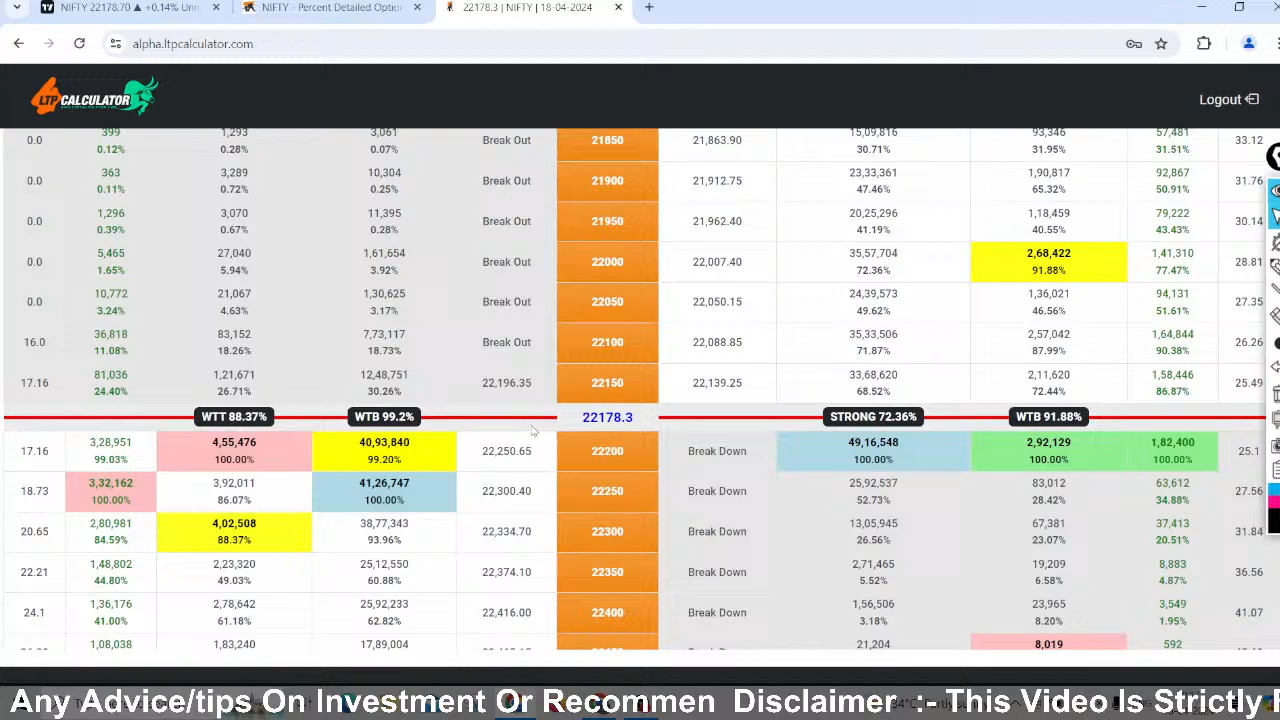 NIFTY 22178.70 ▲ +0.14% Unn
NIFTY - Percent Detailed Optio
22178.3 | NIFTY | 18-04-2024
alpha.ltpcalculator.com
LTP CALCULATOR
Logout
399 1,293 3,061 15,09,816 93,346 57,481
0.0 Break Out 21850 21,863.90 33.12
0.12% 0.28% 0.07% 30.71% 31.95% 31.51%
363 3,289 10,304 23,33,361 1,90,817 92,867
0.0 Break Out 21900 21,912.75 31.76
0.11% 0.72% 0.25% 47.46% 65.32% 50.91%
1,296 3,070 11,395 20,25,296 1,18,459 79,222
0.0 Break Out 21950 21,962.40 30.14
0.39% 0.67% 0.28% 41.19% 40.55% 43.43%
5,465 27,040 1,61,654 35,57,704 2,68,422 1,41,310
0.0 Break Out 22000 22,007.40 28.81
1.65% 5.94% 3.92% 72.36% 91.88% 77.47%
10,772 21,067 1,30,625 24,39,573 1,36,021 94,131
0.0 Break Out 22050 22,050.15 27.35
3.24% 4.63% 3.17% 49.62% 46.56% 51.61%
36,818 83,152 7,73,117 35,33,506 2,57,042 1,64,844
16.0 Break Out 22100 22,088.85 26.26
11.08% 18.26% 18.73% 71.87% 87.99% 90.38%
81,036 1,21,671 12,48,751 33,68,620 2,11,620 1,58,446
17.16 22,196.35 22150 22,139.25 25.49
24.40% 26.71% 30.26% 68.52% 72.44% 86.87%
WTT 88.37% WTB 99.2% 22178.3 STRONG 72.36% WTB 91.88%
3,28,951 4,55,476 40,93,840 49,16,548 2,92,129 1,82,400
17.16 22,250.65 22200 Break Down 25.1
99.03% 100.00% 99.20% 100.00% 100.00% 100.00%
3,32,162 3,92,011 41,26,747 25,92,537 83,012 63,612
18.73 22,300.40 22250 Break Down 27.56
100.00% 86.07% 100.00% 52.73% 28.42% 34.88%
2,80,981 4,02,508 38,77,343 13,05,945 67,381 37,413
20.65 22,334.70 22300 Break Down 31.84
84.59% 88.37% 93.96% 26.56% 23.07% 20.51%
1,48,802 2,23,320 25,12,550 2,71,465 19,209 8,883
22.21 22,374.10 22350 Break Down 36.56
44.80% 49.03% 60.88% 5.52% 6.58% 4.87%
1,36,176 2,78,642 25,92,233 1,56,506 23,965 3,549
24.1 22,416.00 22400 Break Down 41.07
41.00% 61.18% 62.82% 3.18% 8.20% 1.95%
1,08,038 1,83,240 17,89,004 21,204 8,019 592
Any Advice/tips On Investment Or Recommen Disclaimer :- This Video Is Strictly